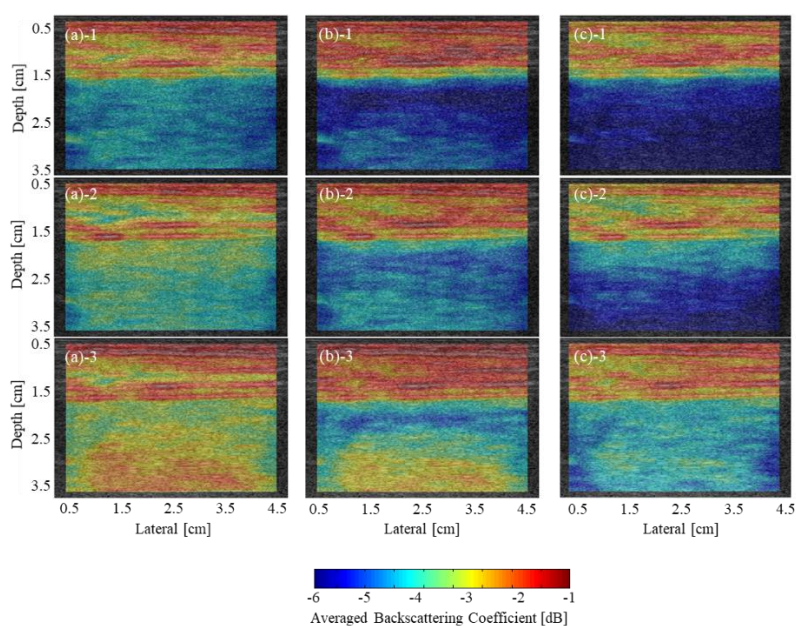 (a)-1 (b)-1 (c)-1
0.5
1.5
2.5
3.5
Depth [cm]
(a)-2 (b)-2 (c)-2
0.5
1.5
2.5
3.5
Depth [cm]
(a)-3 (b)-3 (c)-3
0.5
1.5
2.5
3.5
Depth [cm]
0.5 1.5 2.5 3.5 4.5 0.5 1.5 2.5 3.5 4.5 0.5 1.5 2.5 3.5 4.5
Lateral [cm] Lateral [cm] Lateral [cm]
-6 -5 -4 -3 -2 -1
Averaged Backscattering Coefficient [dB]